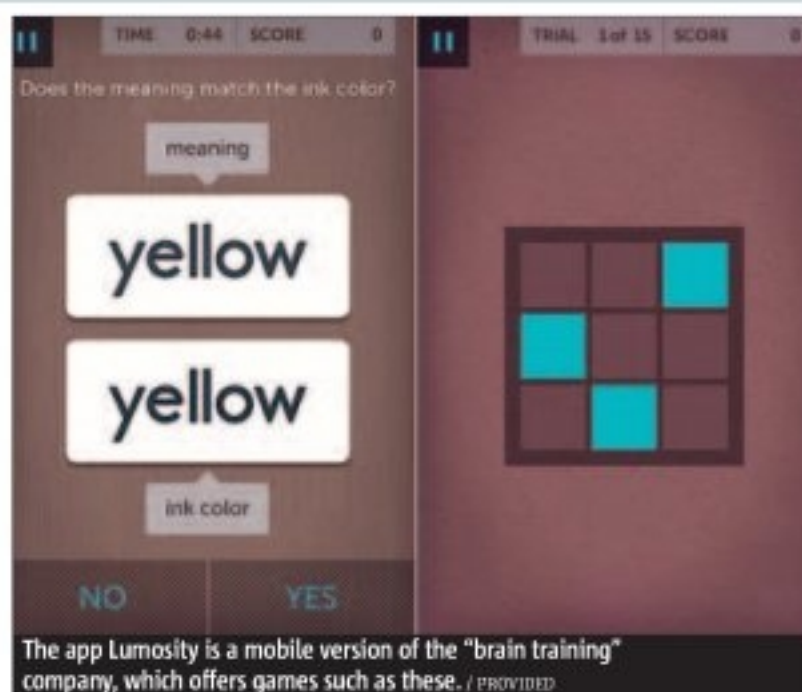 TIME 0:44 SCORE 0
Does the meaning match the ink color?
meaning
yellow
yellow
ink color
NO YES
TRIAL 1 of 15 SCORE 0
The app Lumosity is a mobile version of the “brain training”
company, which offers games such as these. / PROVIDED